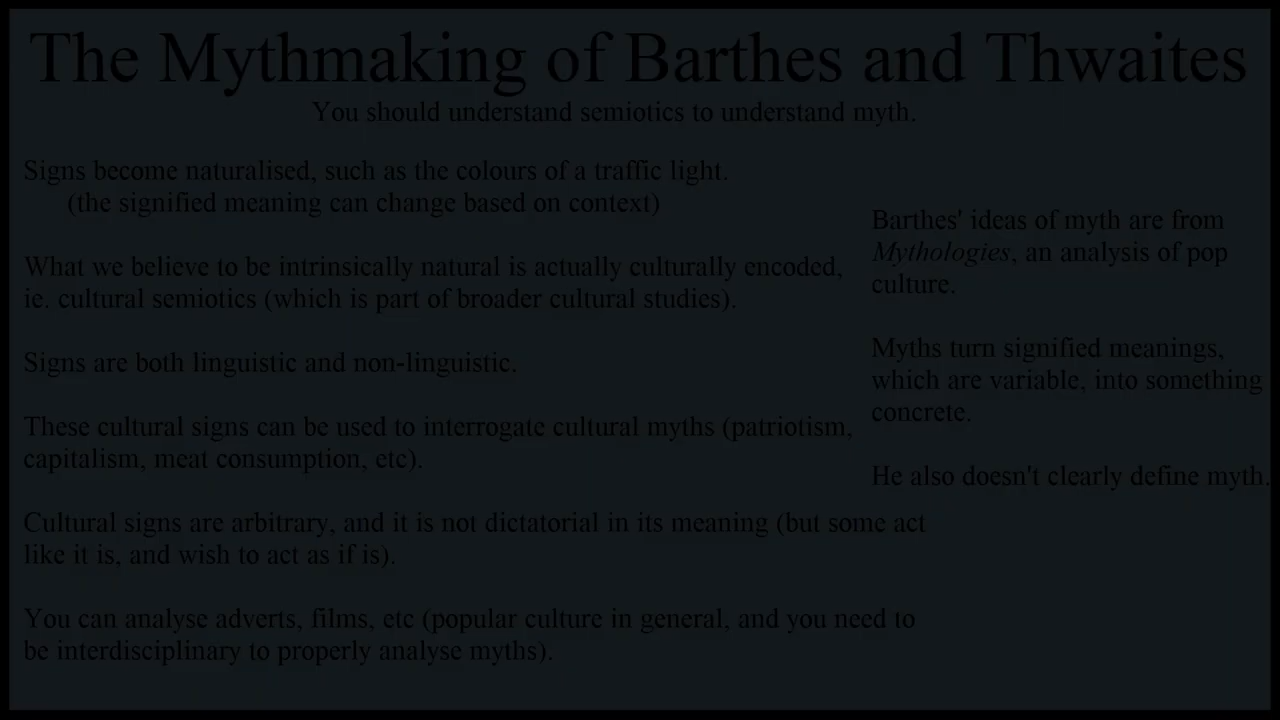 The Mythmaking of Barthes and Thwaites
You should understand semiotics to understand myth.
Signs become naturalised, such as the colours of a traffic light.
(the signified meaning can change based on context)
What we believe to be intrinsically natural is actually culturally encoded,
ie. cultural semiotics (which is part of broader cultural studies).
Signs are both linguistic and non-linguistic.
These cultural signs can be used to interrogate cultural myths (patriotism,
capitalism, meat consumption, etc).
Cultural signs are arbitrary, and it is not dictatorial in its meaning (but some act
like it is, and wish to act as if is).
You can analyse adverts, films, etc (popular culture in general, and you need to
be interdisciplinary to properly analyse myths).
Barthes' ideas of myth are from
Mythologies, an analysis of pop
culture.
Myths turn signified meanings,
which are variable, into something
concrete.
He also doesn't clearly define myth.